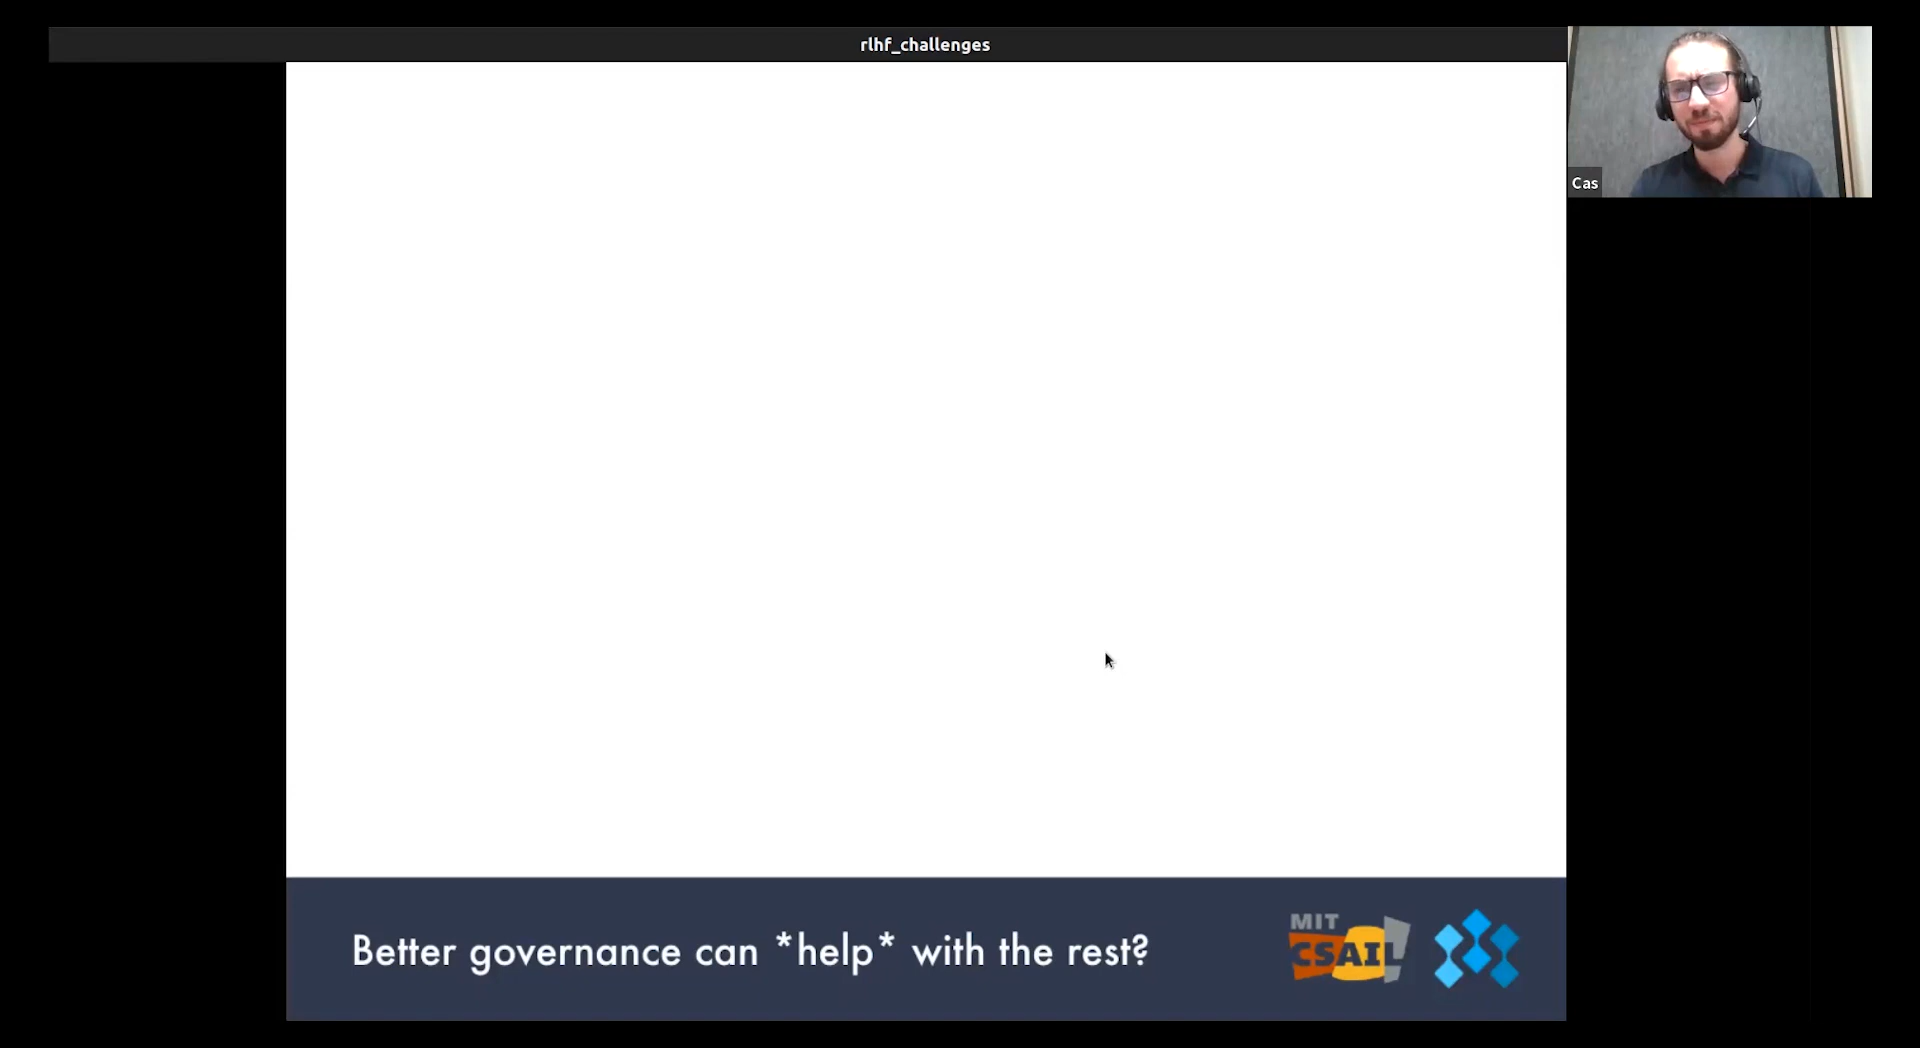 rlhf_challenges
Cas
Better governance can *help* with the rest?
MIT
CSAIL